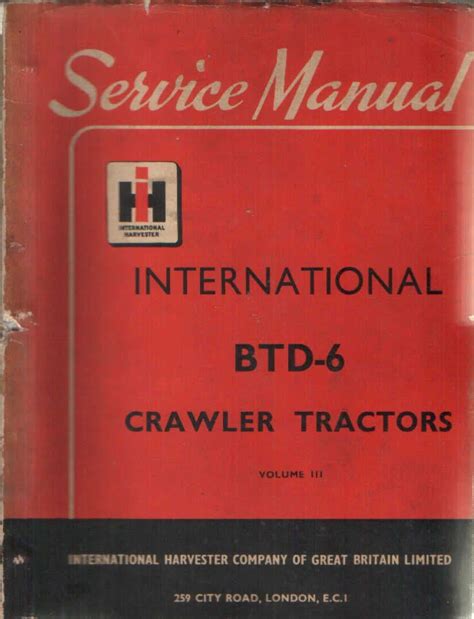 Service Manual
IH
INTERNATIONAL
HARVESTER
INTERNATIONAL
BTD-6
CRAWLER TRACTORS
VOLUME III
INTERNATIONAL HARVESTER COMPANY OF GREAT BRITAIN LIMITED
259 CITY ROAD, LONDON, E.C.1